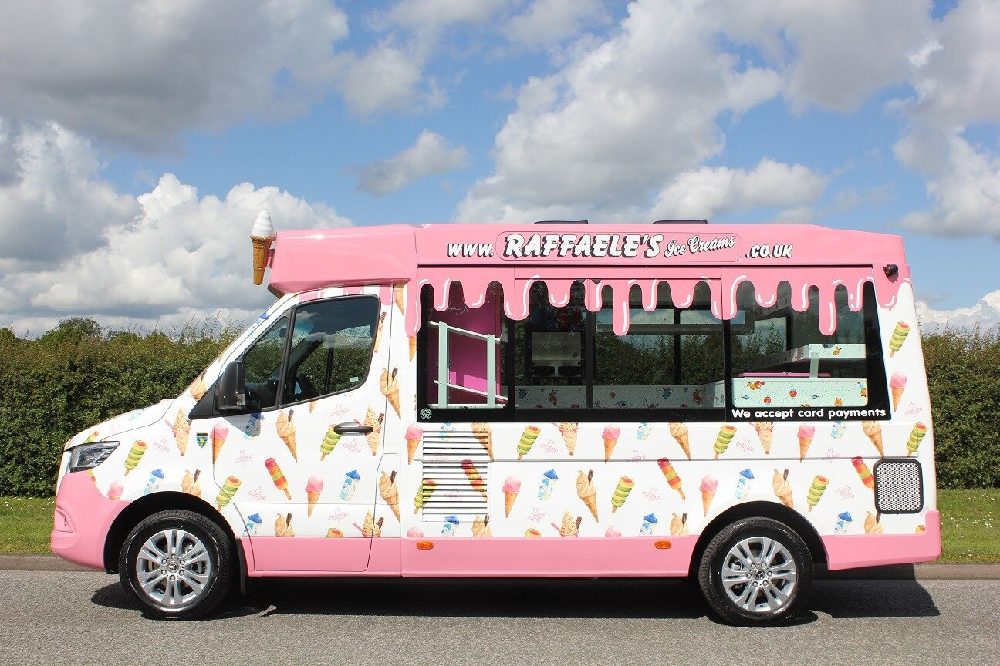 WWW. RAFFAELE'S Ice Creams .CO.UK
We accept card payments